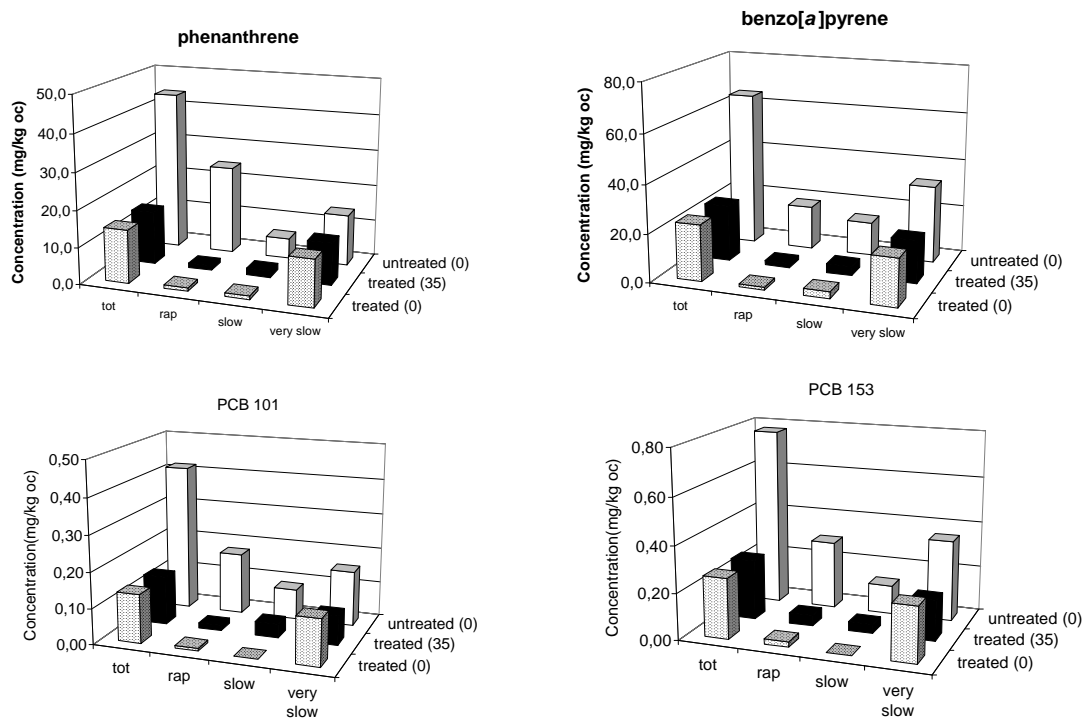 phenanthrene
Concentration (mg/kg oc)
50,0
40,0
30,0
20,0
10,0
0,0
tot
rap
slow
very slow
untreated (0)
treated (35)
treated (0)
benzo[a]pyrene
Concentration (mg/kg oc)
80,0
60,0
40,0
20,0
0,0
tot
rap
slow
very slow
untreated (0)
treated (35)
treated (0)
PCB 101
Concentration(mg/kg oc)
0,50
0,40
0,30
0,20
0,10
0,00
tot
rap
slow
very
slow
untreated (0)
treated (35)
treated (0)
PCB 153
Concentration(mg/kg oc)
0,80
0,60
0,40
0,20
0,00
tot
rap
slow
very
slow
untreated (0)
treated (35)
treated (0)